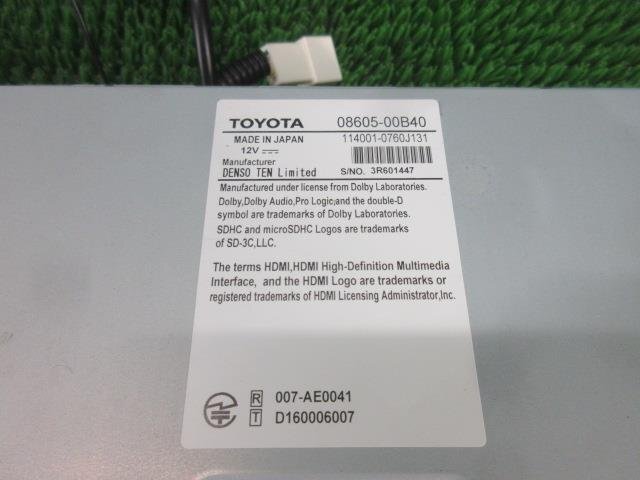 TOYOTA 08605-00B40
MADE IN JAPAN 114001-0760J131
12V
Manufacturer
DENSO TEN Limited S/NO. 3R601447
Manufactured under license from Dolby Laboratories.
Dolby,Dolby Audio,Pro Logic,and the double-D
symbol are trademarks of Dolby Laboratories.
SDHC and microSDHC Logos are trademarks
of SD-3C,LLC.
The terms HDMI,HDMI High-Definition Multimedia
Interface, and the HDMI Logo are trademarks or
registered trademarks of HDMI Licensing Administrator,Inc.
R 007-AE0041
T D160006007